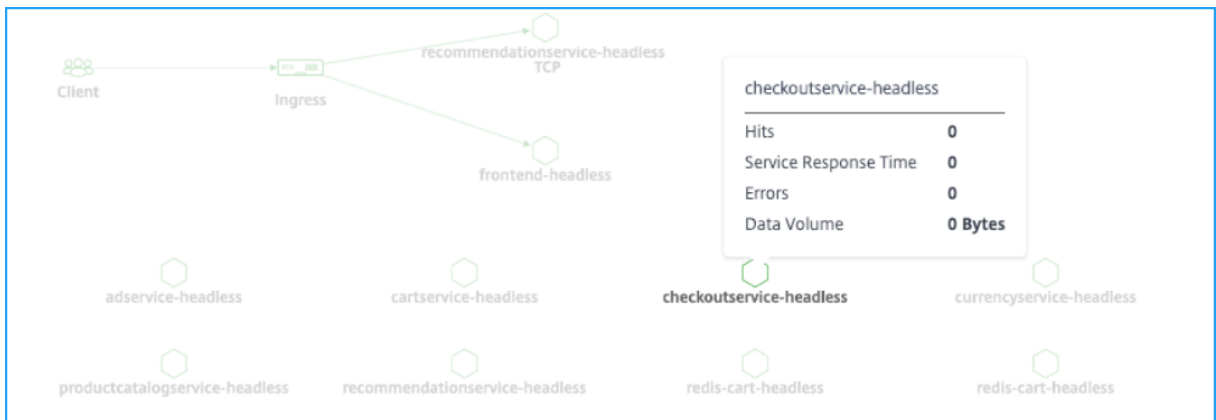 recommendationservice-headless
TCP
Client
Ingress
frontend-headless
checkoutservice-headless
Hits 0
Service Response Time 0
Errors 0
Data Volume 0 Bytes
adservice-headless
cartservice-headless
checkoutservice-headless
currencyservice-headless
productcatalogservice-headless
recommendationservice-headless
redis-cart-headless
redis-cart-headless